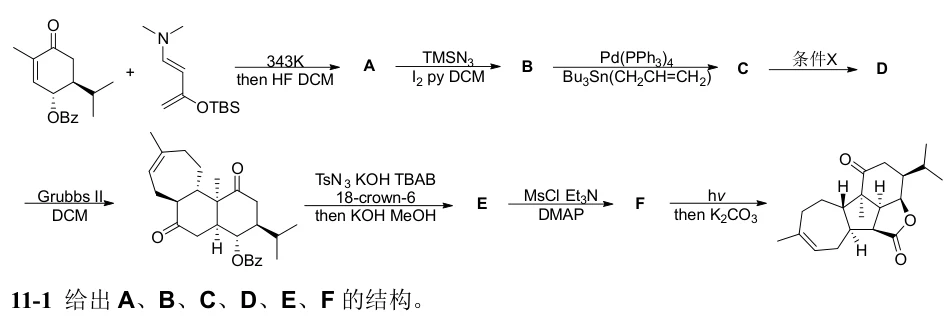 O
N
+
OBz
OTBS
343K
then HF DCM
A
TMSN3
I2 py DCM
B
Pd(PPh3)4
Bu3Sn(CH2CH=CH2)
C
条件X
D
Grubbs II
DCM
O
O
H
OBz
TsN3 KOH TBAB
18-crown-6
then KOH MeOH
E
MsCl Et3N
DMAP
F
hv
then K2CO3
O
H
H
H
O
O
11-1 给出 A、B、C、D、E、F 的结构。